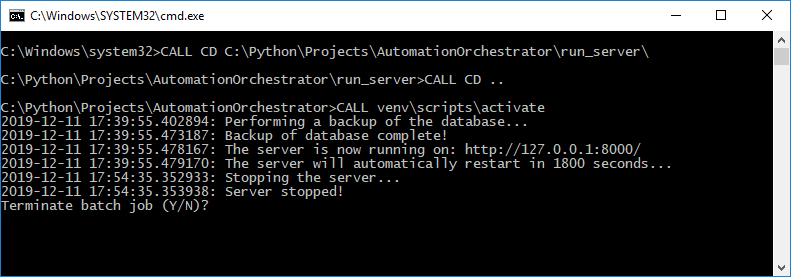 C:\Windows\SYSTEM32\cmd.exe
C:\Windows\system32>CALL CD C:\Python\Projects\AutomationOrchestrator\run_server\
C:\Python\Projects\AutomationOrchestrator\run_server>CALL CD ..
C:\Python\Projects\AutomationOrchestrator>CALL venv\scripts\activate
2019-12-11 17:39:55.402894: Performing a backup of the database...
2019-12-11 17:39:55.473187: Backup of database complete!
2019-12-11 17:39:55.478167: The server is now running on: http://127.0.0.1:8000/
2019-12-11 17:39:55.479170: The server will automatically restart in 1800 seconds...
2019-12-11 17:54:35.352933: Stopping the server...
2019-12-11 17:54:35.353938: Server stopped!
Terminate batch job (Y/N)?